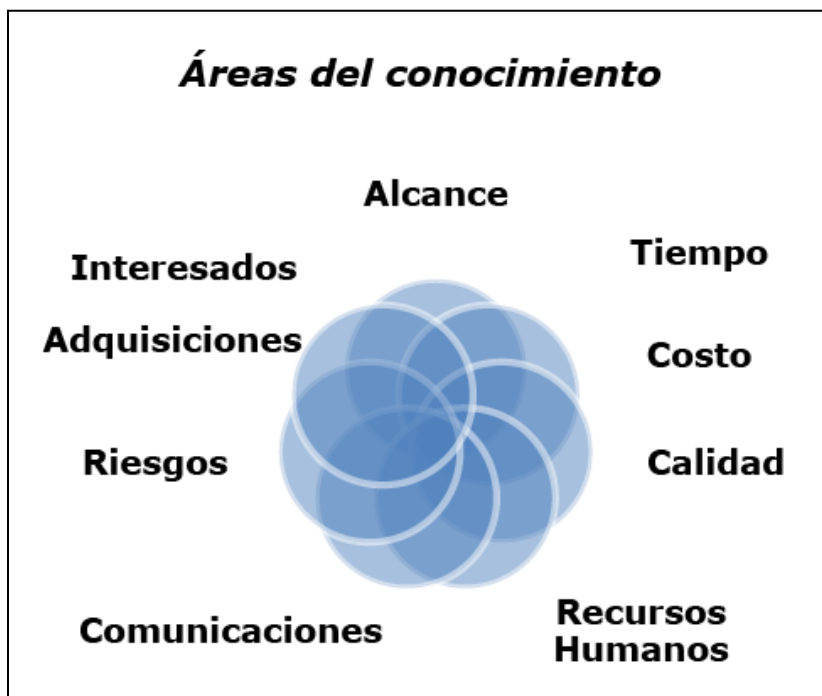 Áreas del conocimiento
Alcance
Tiempo
Interesados
Adquisiciones
Costo
Riesgos
Calidad
Recursos
Humanos
Comunicaciones